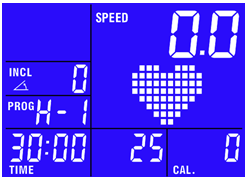 SPEED 0.0
INCL 0
PROG H-1
30:00 25 0
TIME CAL.